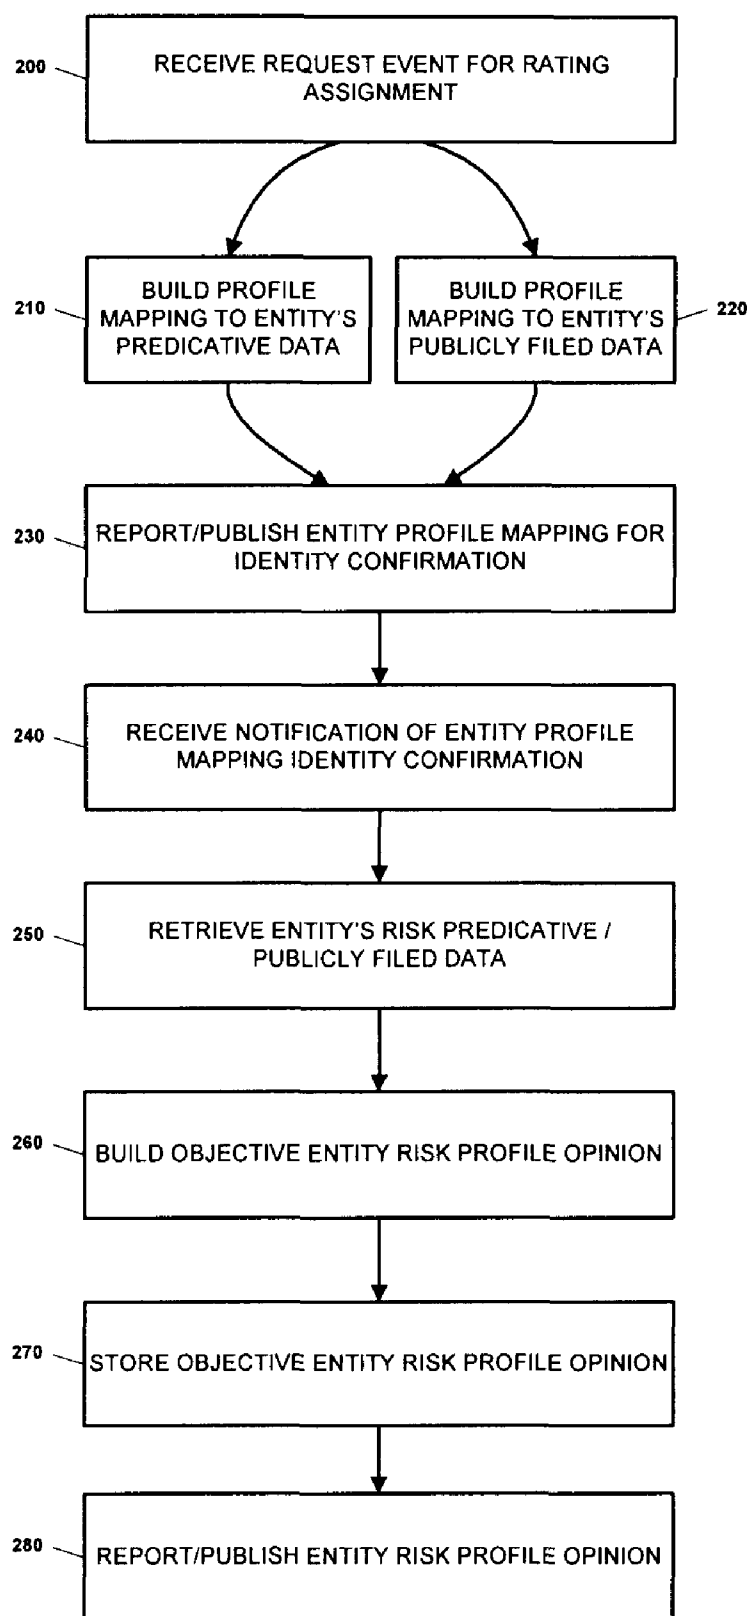 200
RECEIVE REQUEST EVENT FOR RATING
ASSIGNMENT
210
BUILD PROFILE
MAPPING TO ENTITY'S
PREDICATIVE DATA
BUILD PROFILE
MAPPING TO ENTITY'S
PUBLICLY FILED DATA
220
230
REPORT/PUBLISH ENTITY PROFILE MAPPING FOR
IDENTITY CONFIRMATION
240
RECEIVE NOTIFICATION OF ENTITY PROFILE
MAPPING IDENTITY CONFIRMATION
250
RETRIEVE ENTITY'S RISK PREDICATIVE /
PUBLICLY FILED DATA
260
BUILD OBJECTIVE ENTITY RISK PROFILE OPINION
270
STORE OBJECTIVE ENTITY RISK PROFILE OPINION
280
REPORT/PUBLISH ENTITY RISK PROFILE OPINION